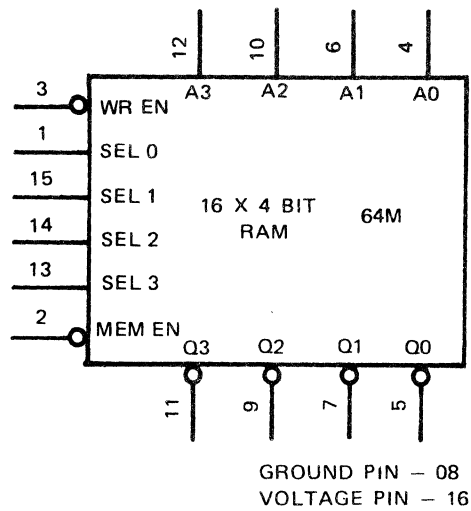 12 10 6 4
A3 A2 A1 A0
3 WR EN
1 SEL 0
15 SEL 1
14 SEL 2
13 SEL 3
2 MEM EN
16 X 4 BIT
RAM
64M
Q3 Q2 Q1 Q0
11 9 7 5
GROUND PIN – 08
VOLTAGE PIN – 16